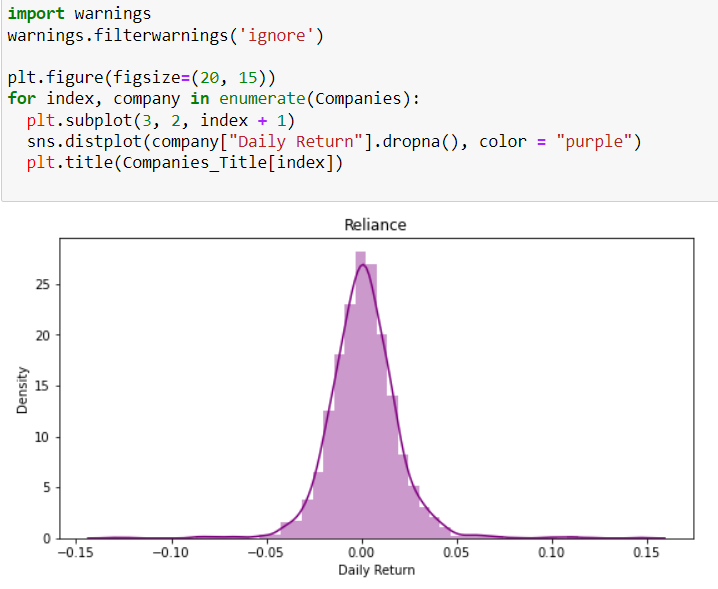 import warnings
warnings.filterwarnings('ignore')
plt.figure(figsize=(20, 15))
for index, company in enumerate(Companies):
  plt.subplot(3, 2, index + 1)
  sns.distplot(company["Daily Return"].dropna(), color = "purple")
  plt.title(Companies_Title[index])
Reliance
25
20
15
10
5
0
Density
−0.15 −0.10 −0.05 0.00 0.05 0.10 0.15
Daily Return